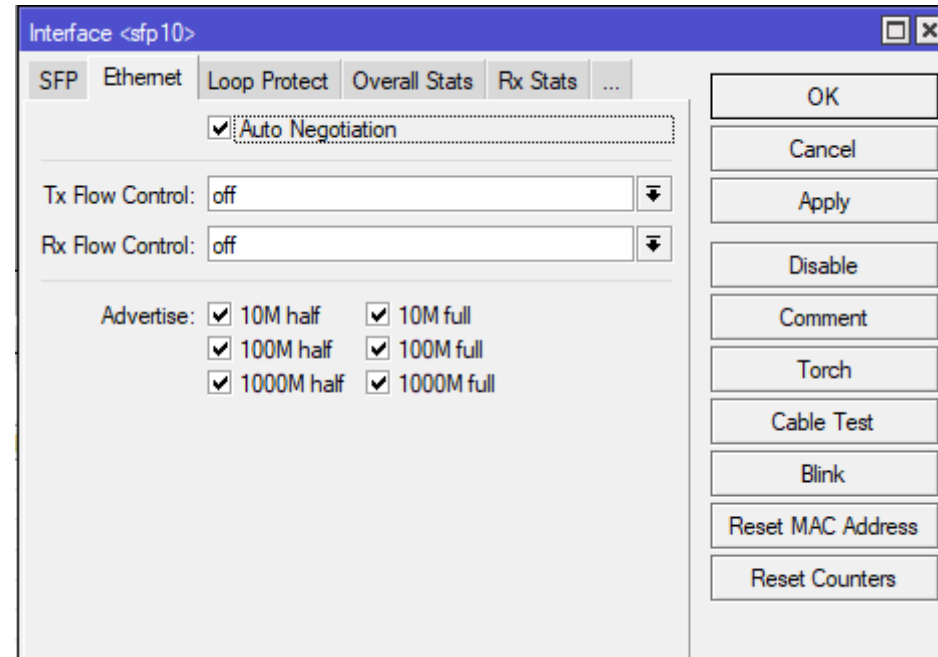 Interface <sfp10>
SFP Ethernet Loop Protect Overall Stats Rx Stats ...
Auto Negotiation
Tx Flow Control: off
Rx Flow Control: off
Advertise: 10M half 10M full
100M half 100M full
1000M half 1000M full
OK
Cancel
Apply
Disable
Comment
Torch
Cable Test
Blink
Reset MAC Address
Reset Counters